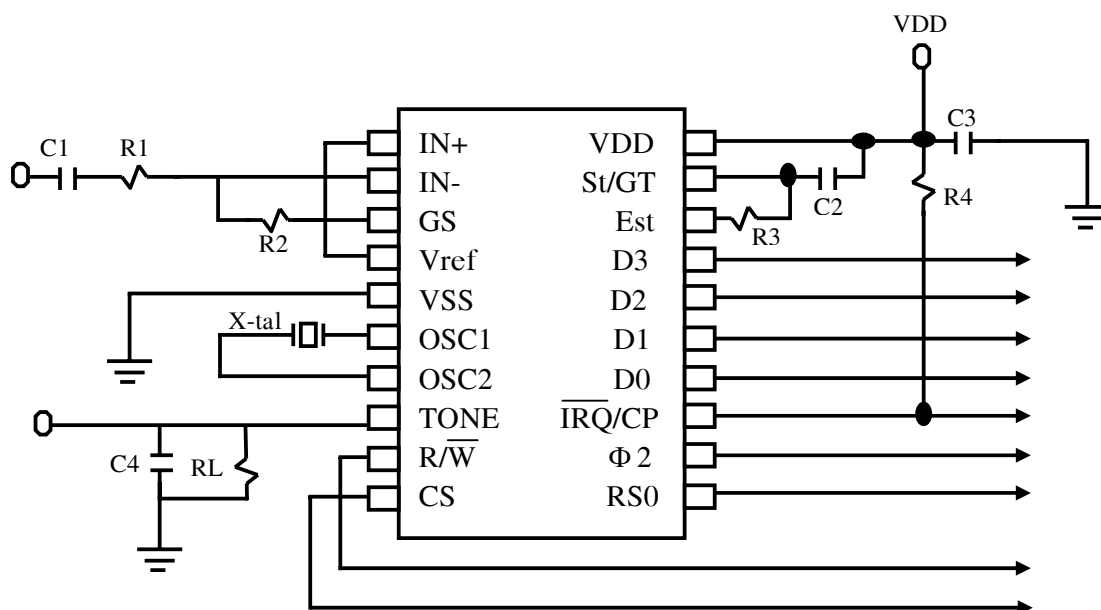 VDD
C1
R1
R2
C3
R4
C2
R3
X-tal
C4
RL
IN+
IN-
GS
Vref
VSS
OSC1
OSC2
TONE
R/W̅
CS
VDD
St/GT
Est
D3
D2
D1
D0
I̅R̅Q̅/CP
Φ2
RS0